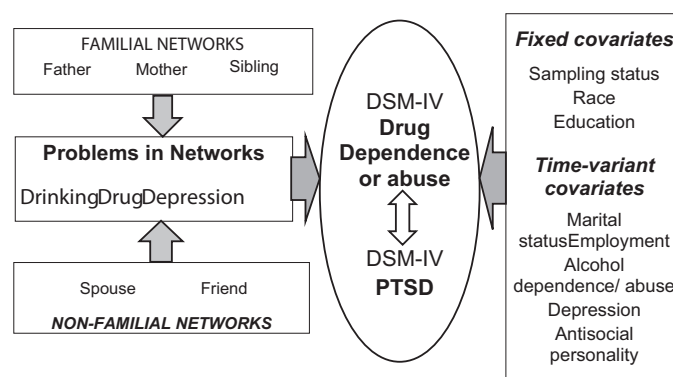 FAMILIAL NETWORKS
Father Mother Sibling
Problems in Networks
DrinkingDrugDepression
Spouse Friend
NON-FAMILIAL NETWORKS
DSM-IV
Drug
Dependence
or abuse
DSM-IV
PTSD
Fixed covariates
Sampling status
Race
Education
Time-variant
covariates
Marital
statusEmployment
Alcohol
dependence/ abuse
Depression
Antisocial
personality